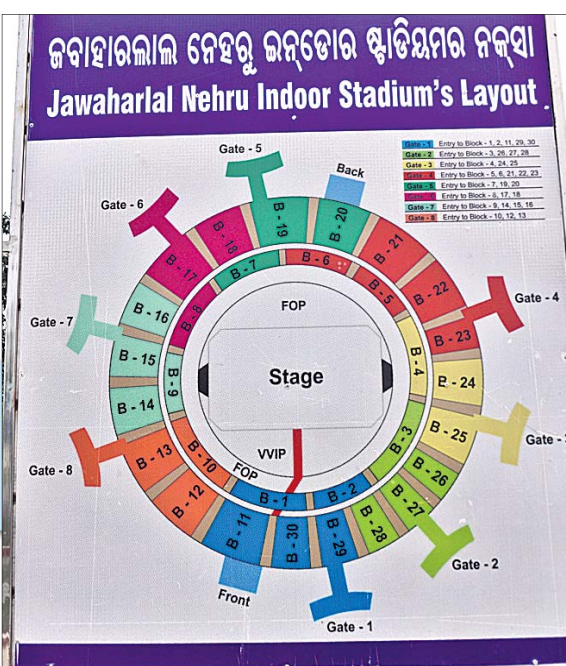 ଜବାହାରଲାଲ ନେହରୁ ଇନ୍‌ଡୋର ଷ୍ଟାଡିୟମର ନକ୍ସା
Jawaharlal Nehru Indoor Stadium's Layout
Gate - 1 Entry to Block - 1, 2, 11, 29, 30
Gate - 2 Entry to Block - 3, 26, 27, 28
Gate - 3 Entry to Block - 4, 24, 25
Gate - 4 Entry to Block - 5, 6, 21, 22, 23
Gate - 5 Entry to Block - 7, 19, 20
Entry to Block - 8, 17, 18
Gate - 7 Entry to Block - 9, 14, 15, 16
Gate - 8 Entry to Block - 10, 12, 13
Gate - 5
Back
Gate - 6
B - 19
B - 20
B - 18
B - 21
B - 17
B - 7
B - 6
B - 22
B - 5
Gate - 4
B - 16
B - 8
FOP
B - 23
Gate - 7
B - 15
B - 9
Stage
B - 4
B - 24
B - 14
B - 25
Gate -
B - 3
B - 13
B - 10
VVIP
B - 26
Gate - 8
FOP
B - 12
B - 1
B - 2
B - 27
B - 11
B - 30
B - 29
B - 28
Gate - 2
Front
Gate - 1